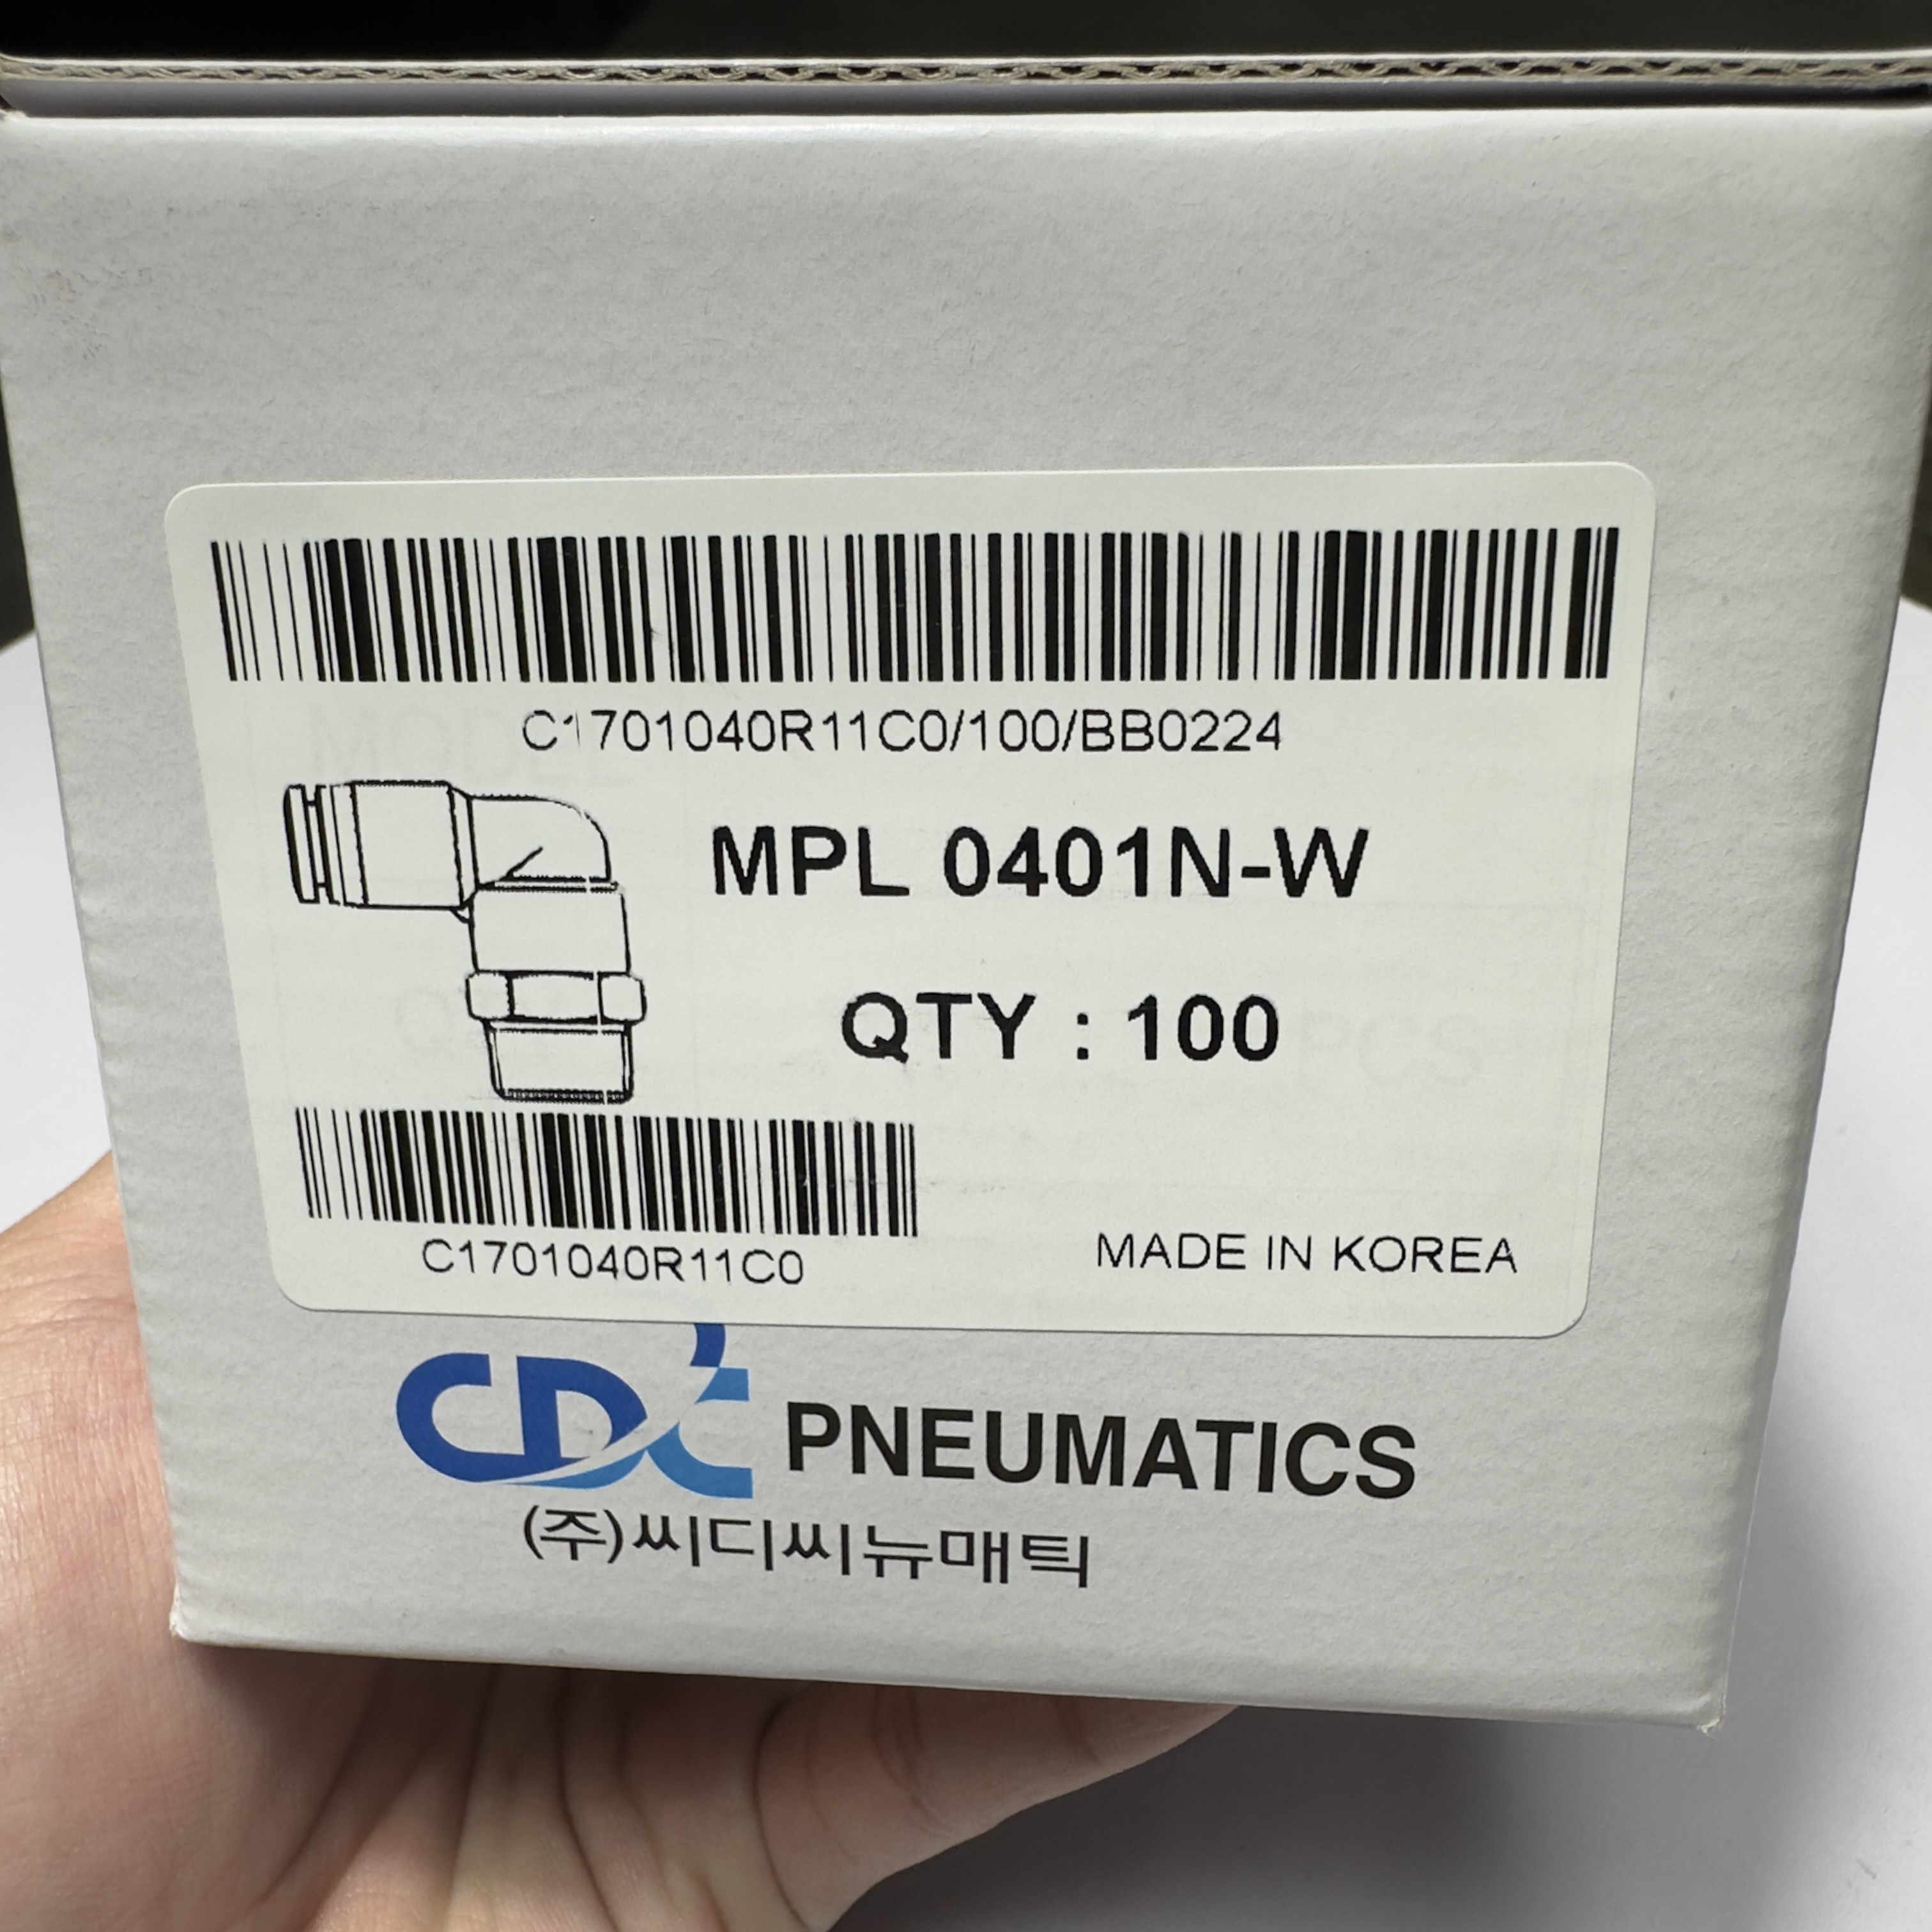 C1701040R11C0/100/BB0224
MPL 0401N-W
QTY : 100
C1701040R11C0
MADE IN KOREA
CDC PNEUMATICS
(주)씨디씨뉴매틱